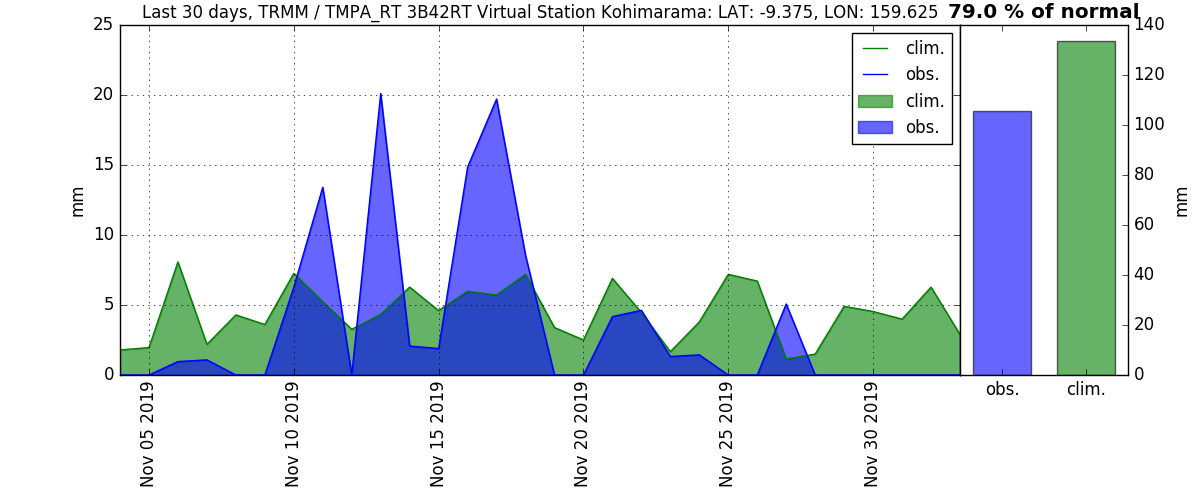 Last 30 days, TRMM / TMPA_RT 3B42RT Virtual Station Kohimarama: LAT: -9.375, LON: 159.625
79.0 % of normal
25
20
15
10
5
0
mm
clim.
obs.
clim.
obs.
Nov 05 2019
Nov 10 2019
Nov 15 2019
Nov 20 2019
Nov 25 2019
Nov 30 2019
140
120
100
80
60
40
20
0
mm
obs.
clim.